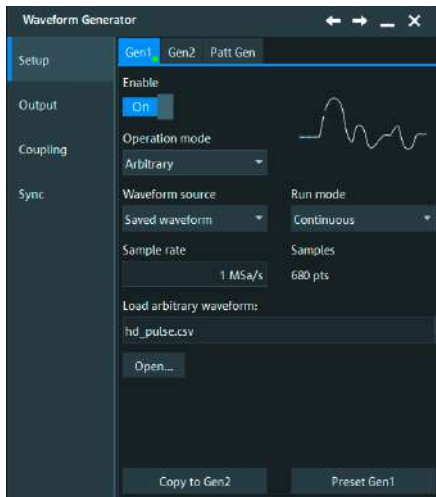 Waveform Generator
Setup
Output
Coupling
Sync
Gen1 Gen2 Patt Gen
Enable
On
Operation mode
Arbitrary
Waveform source Run mode
Saved waveform Continuous
Sample rate Samples
1 MSa/s 680 pts
Load arbitrary waveform:
hd_pulse.csv
Open...
Copy to Gen2 Preset Gen1